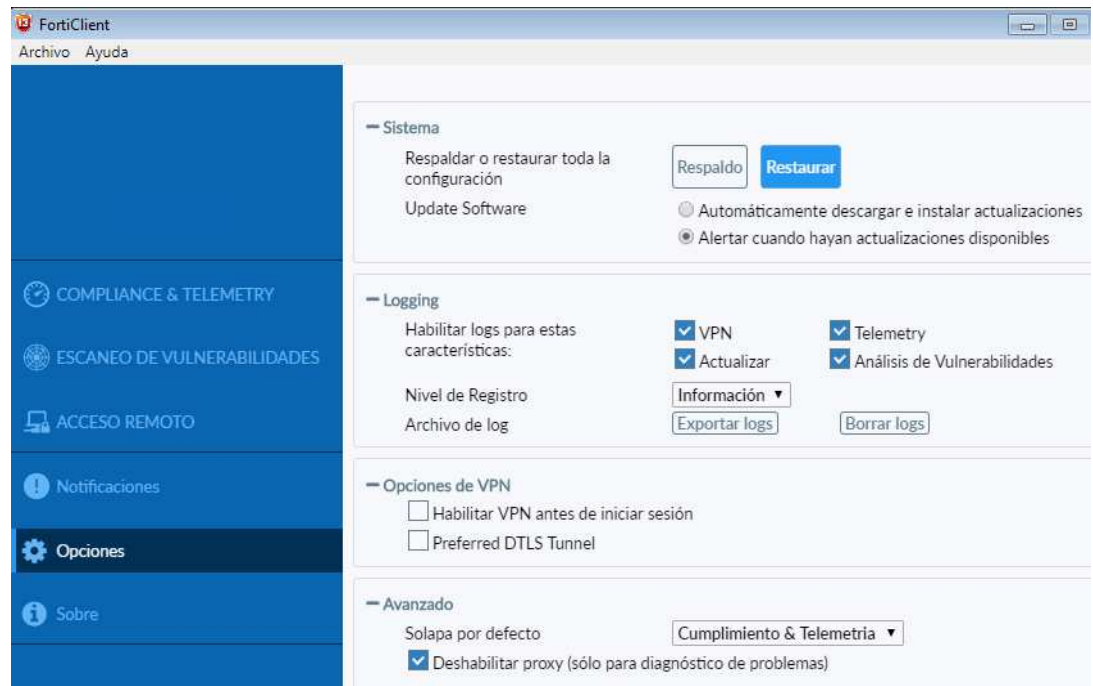 FortiClient
Archivo Ayuda
COMPLIANCE & TELEMETRY
ESCANEO DE VULNERABILIDADES
ACCESO REMOTO
Notificaciones
Opciones
Sobre
Sistema
Respaldar o restaurar toda la
configuración
Respaldo Restaurar
Update Software
Automáticamente descargar e instalar actualizaciones
Alertar cuando hayan actualizaciones disponibles
Logging
Habilitar logs para estas
características:
VPN Telemetry
Actualizar Análisis de Vulnerabilidades
Nivel de Registro Información
Archivo de log Exportar logs Borrar logs
Opciones de VPN
Habilitar VPN antes de iniciar sesión
Preferred DTLS Tunnel
Avanzado
Solapa por defecto Cumplimiento & Telemetria
Deshabilitar proxy (sólo para diagnóstico de problemas)